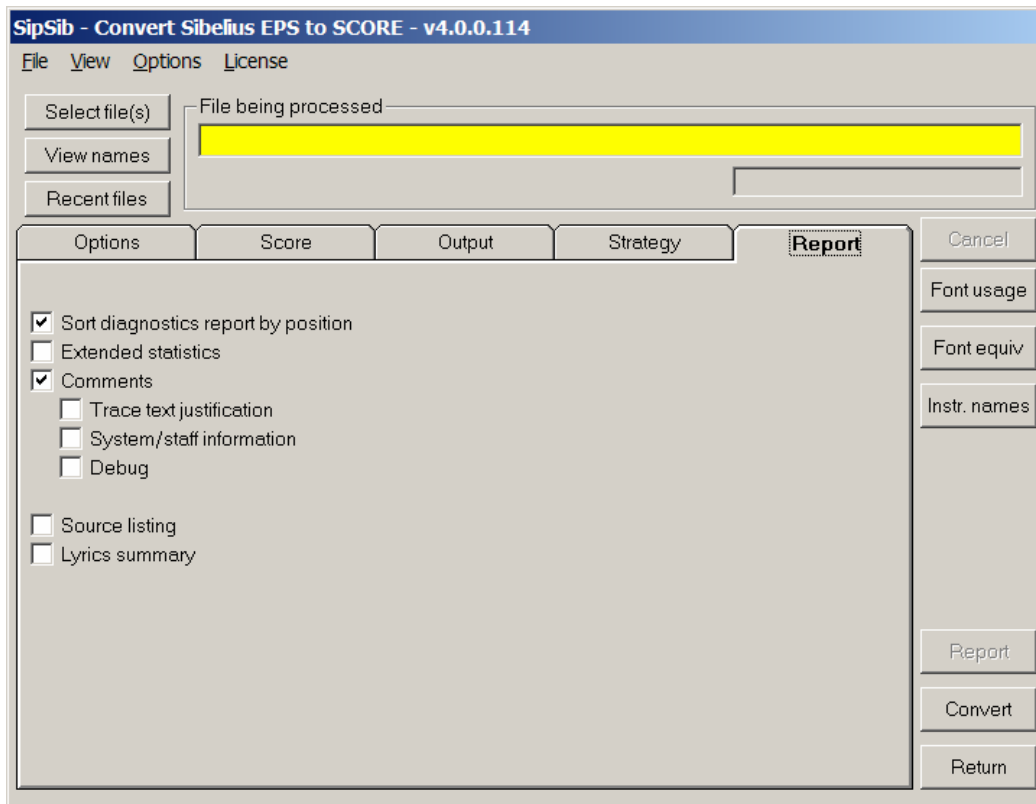 SipSib - Convert Sibelius EPS to SCORE - v4.0.0.114
File View Options License
Select file(s)
File being processed
View names
Recent files
Options Score Output Strategy Report
Cancel
Font usage
Sort diagnostics report by position
Extended statistics
Font equiv
Comments
Instr. names
Trace text justification
System/staff information
Debug
Source listing
Lyrics summary
Report
Convert
Return